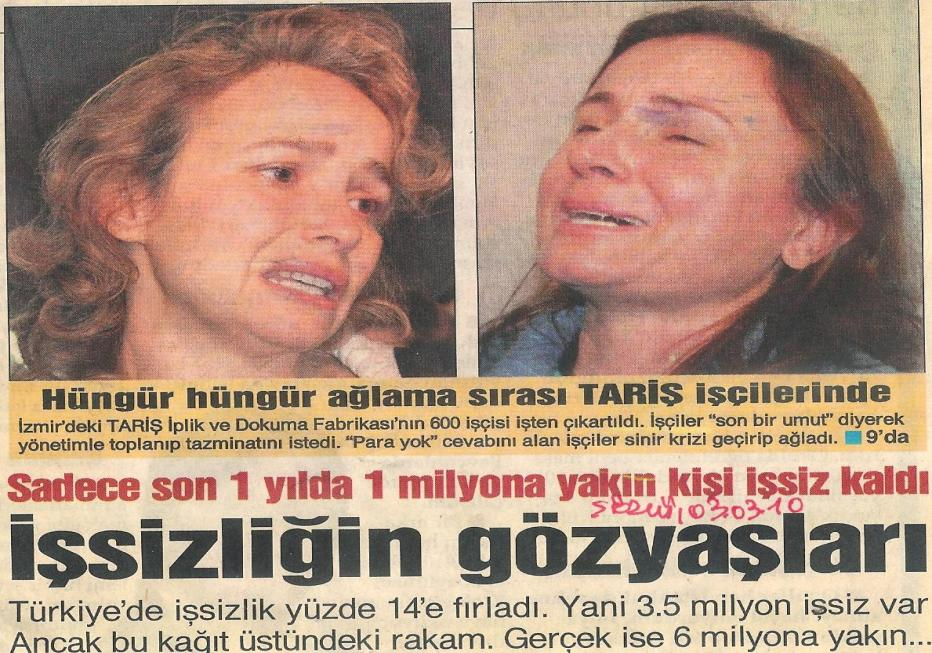 Hüngür hüngür ağlama sırası TARİŞ işçilerinde
İzmir'deki TARİŞ İplik ve Dokuma Fabrikası'nın 600 işçisi işten çıkartıldı. İşçiler "son bir umut" diyerek
yönetimle toplanıp tazminatını istedi. "Para yok" cevabını alan işçiler sinir krizi geçirip ağladı. 9'da
Sadece son 1 yılda 1 milyona yakın kişi işsiz kaldı
SÖZCÜ, 03.03.10
İşsizliğin gözyaşları
Türkiye'de işsizlik yüzde 14'e fırladı. Yani 3.5 milyon işsiz var
Ancak bu kağıt üstündeki rakam. Gerçek ise 6 milyona yakın...